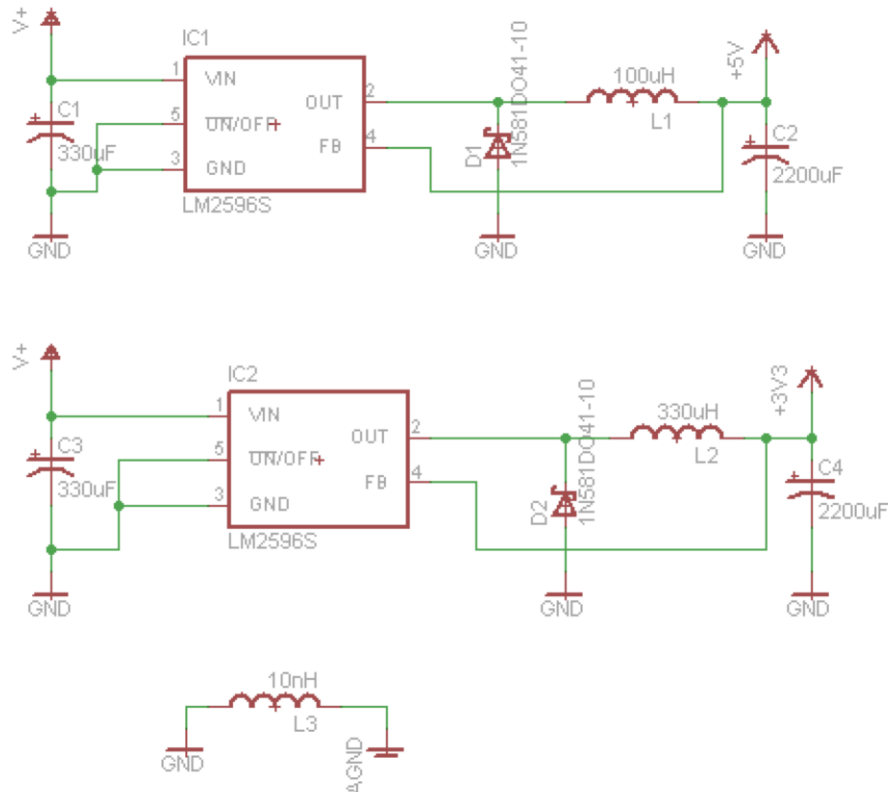 V+
IC1
1
VIN
C1
330uF
5
ON/OFF
3
GND
OUT
2
FB
4
LM2596S
GND
D1
1N581DO41-10
GND
100uH
L1
+5V
C2
2200uF
GND
V+
IC2
1
VIN
C3
330uF
5
ON/OFF
3
GND
OUT
2
FB
4
LM2596S
GND
D2
1N581DO41-10
GND
330uH
L2
+3V3
C4
2200uF
GND
10nH
L3
GND
AGND